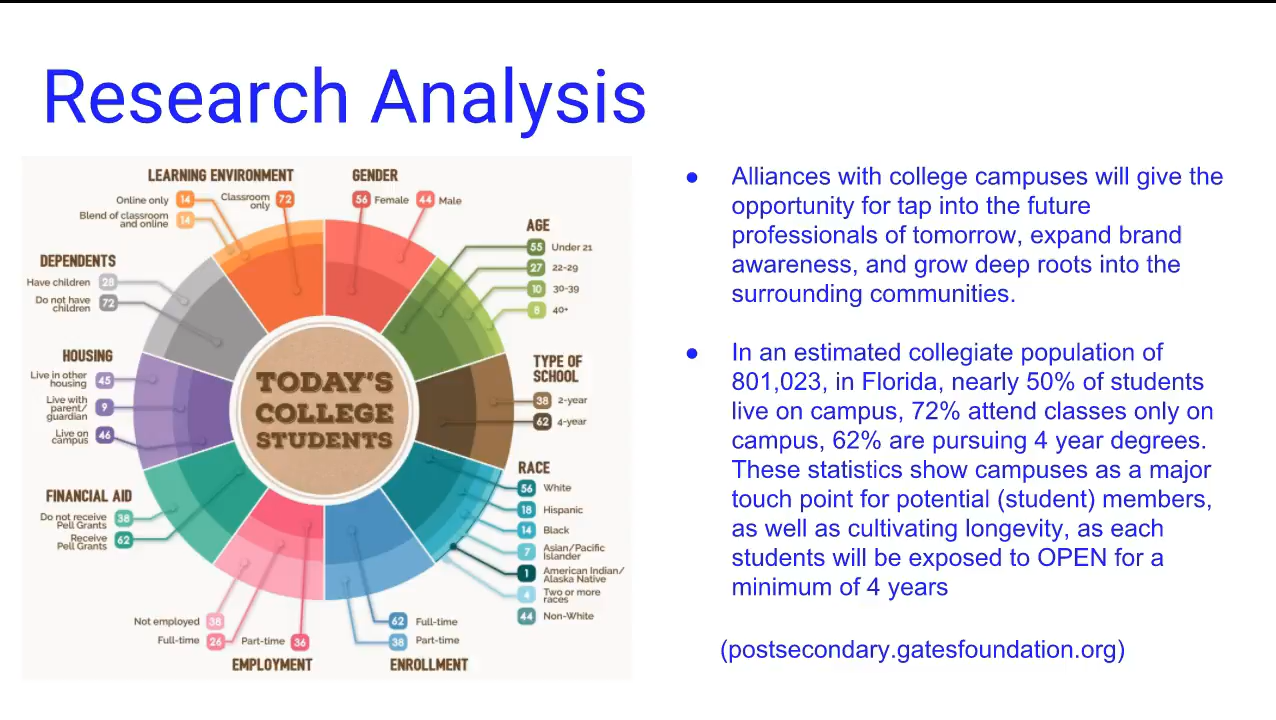 Research Analysis
LEARNING ENVIRONMENT
Online only 14
Classroom
only 72
Blend of classroom
and online 14
GENDER
56 Female
44 Male
AGE
55 Under 21
27 22-29
10 30-39
8 40+
DEPENDENTS
Have children 28
Do not have
children 72
HOUSING
Live in other
housing 45
Live with
parent/
guardian 9
Live on
campus 46
TODAY'S
COLLEGE
STUDENTS
TYPE OF
SCHOOL
38 2-year
62 4-year
FINANCIAL AID
Do not receive
Pell Grants 38
Receive
Pell Grants 62
RACE
56 White
18 Hispanic
14 Black
7 Asian/Pacific
Islander
1 American Indian/
Alaska Native
4 Two or more
races
44 Non-White
Not employed 38
Full-time 26
Part-time 36
EMPLOYMENT
62 Full-time
38 Part-time
ENROLLMENT
● Alliances with college campuses will give the
opportunity for tap into the future
professionals of tomorrow, expand brand
awareness, and grow deep roots into the
surrounding communities.
● In an estimated collegiate population of
801,023, in Florida, nearly 50% of students
live on campus, 72% attend classes only on
campus, 62% are pursuing 4 year degrees.
These statistics show campuses as a major
touch point for potential (student) members,
as well as cultivating longevity, as each
students will be exposed to OPEN for a
minimum of 4 years
(postsecondary.gatesfoundation.org)